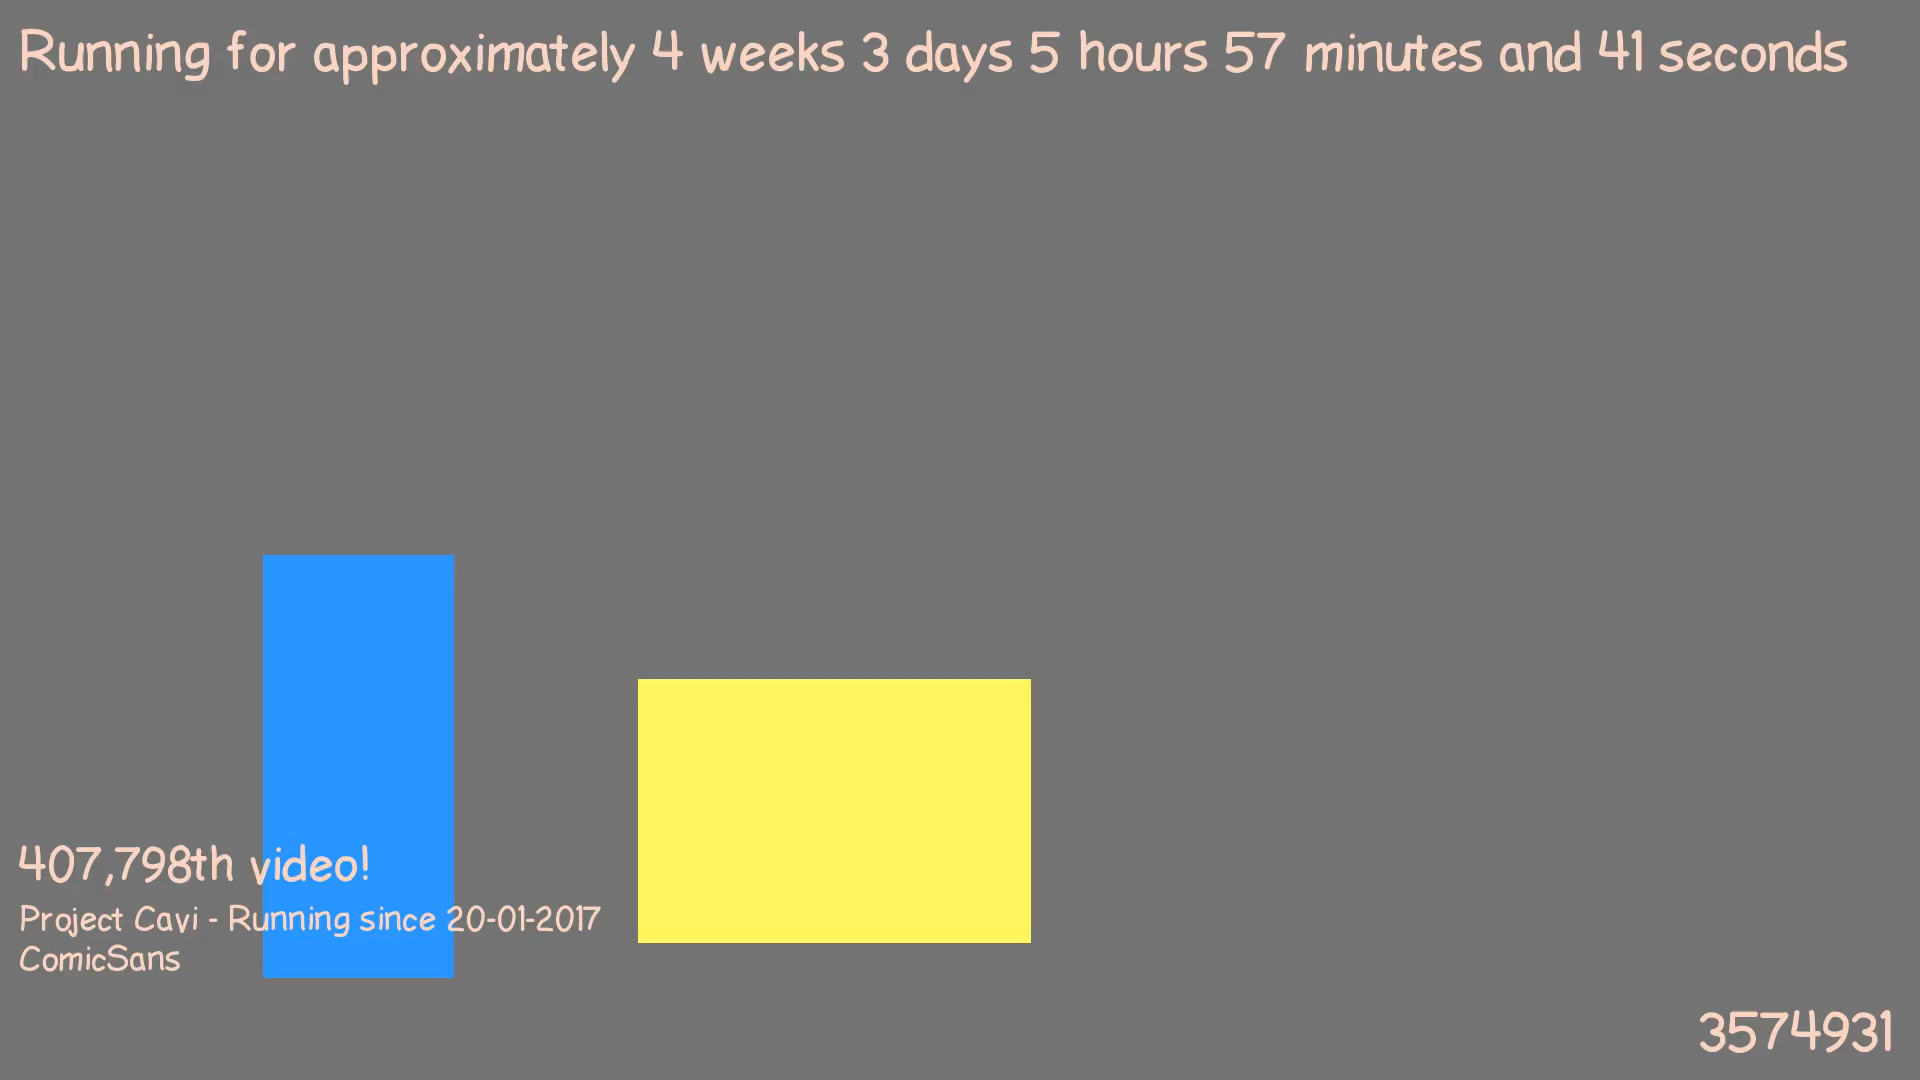 Running for approximately 4 weeks 3 days 5 hours 57 minutes and 41 seconds
407,798th video!
Project Cavi - Running since 20-01-2017
ComicSans
3574931